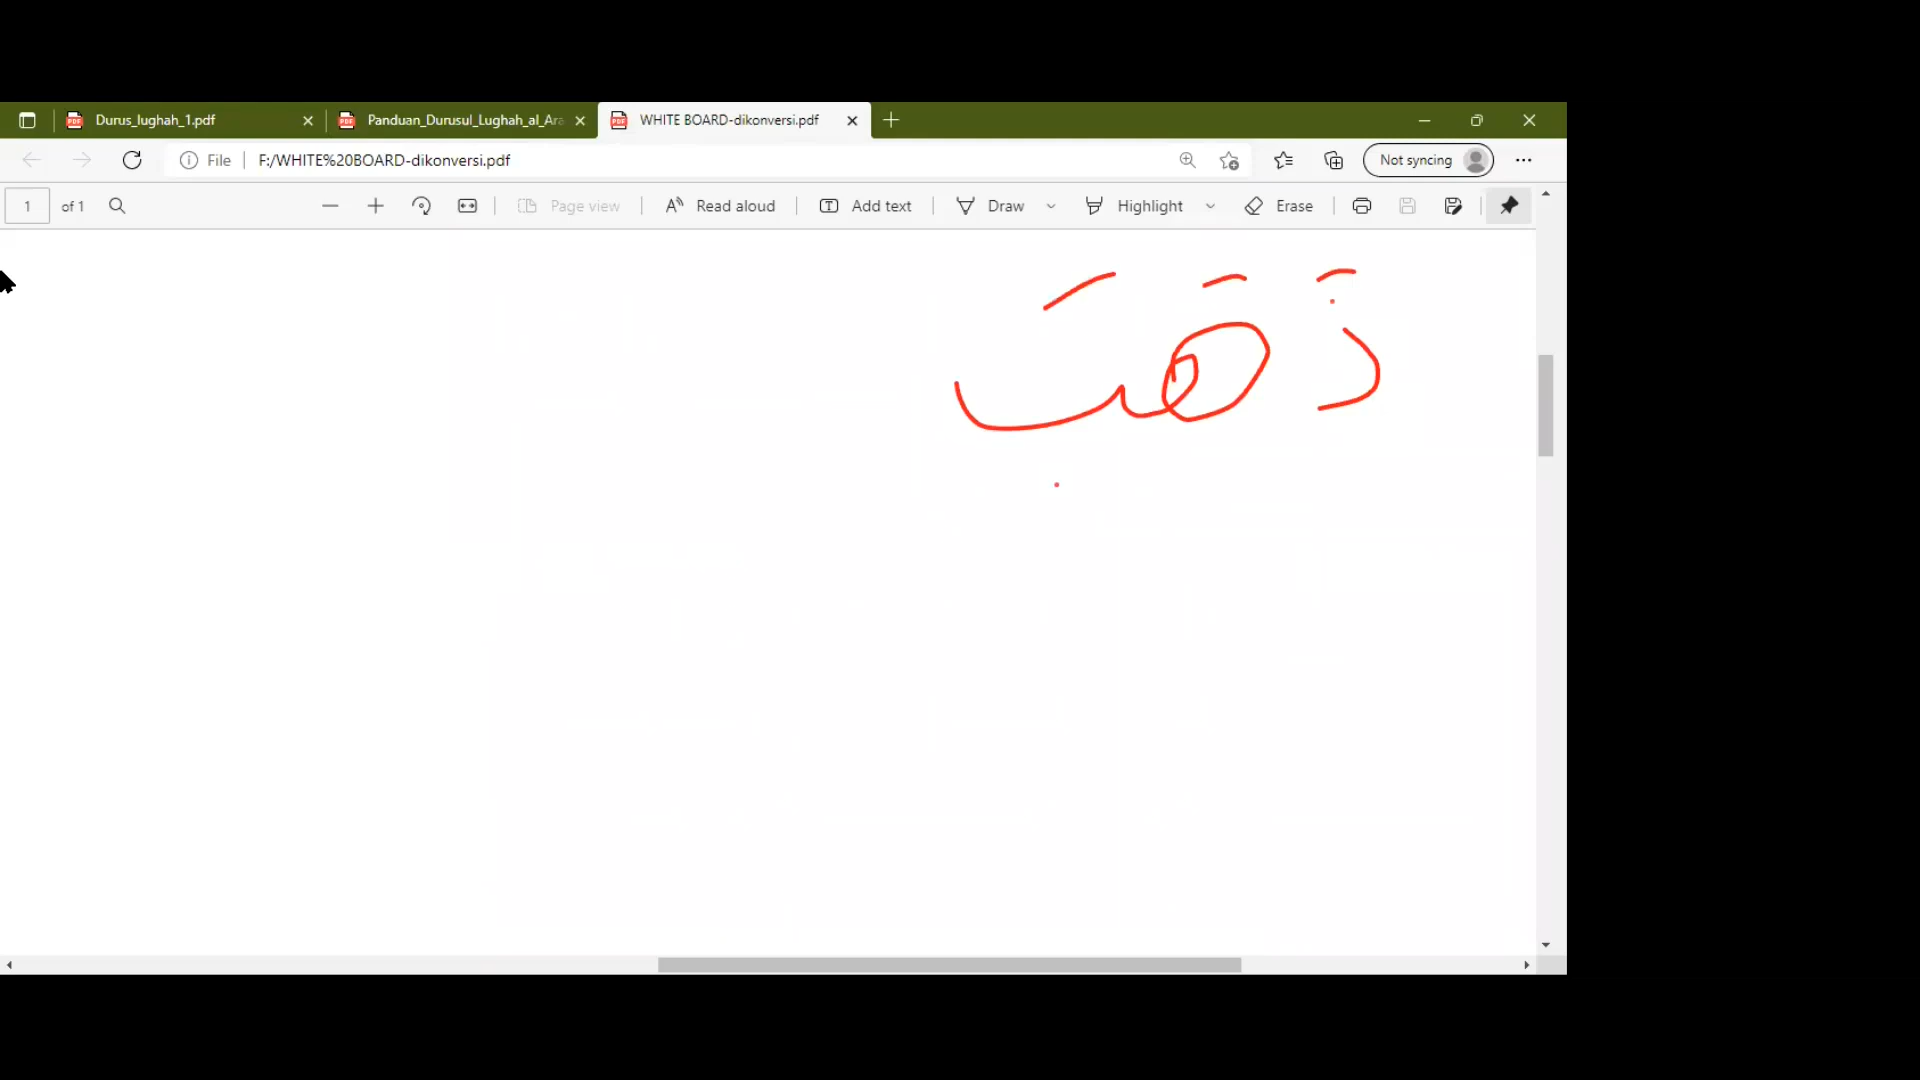 Durus_lughah_1.pdf
Panduan_Durusul_Lughah_al_Ara
WHITE BOARD-dikonversi.pdf
File
F:/WHITE%20BOARD-dikonversi.pdf
Not syncing
1 of 1
Page view
A Read aloud
T Add text
Draw
Highlight
Erase
ذَهَبَ